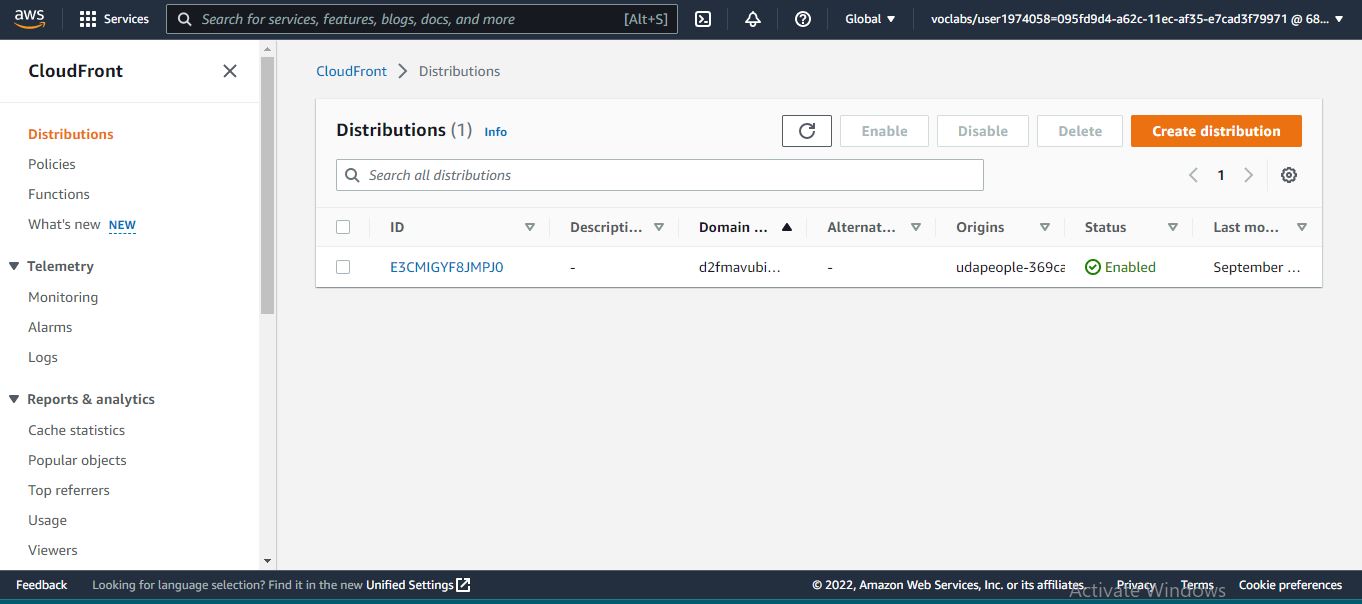 aws Services Search for services, features, blogs, docs, and more [Alt+S] Global voclabs/user1974058=095fd9d4-a62c-11ec-af35-e7cad3f79971 @ 68...
CloudFront
Distributions
Policies
Functions
What's new NEW
Telemetry
Monitoring
Alarms
Logs
Reports & analytics
Cache statistics
Popular objects
Top referrers
Usage
Viewers
CloudFront Distributions
Distributions (1) Info Enable Disable Delete Create distribution
Search all distributions 1
ID Descripti... Domain ... Alternat... Origins Status Last mo...
E3CMIGYF8JMPJ0 - d2fmavubi... - udapeople-369ca Enabled September ...
Feedback Looking for language selection? Find it in the new Unified Settings © 2022, Amazon Web Services, Inc. or its affiliates. Privacy Terms Cookie preferences
Activate Windows